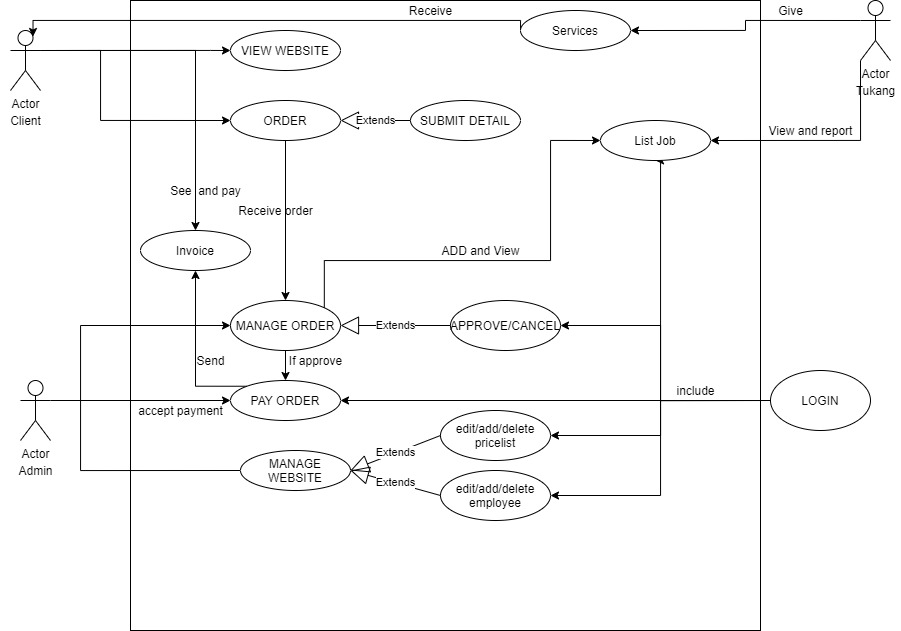 Receive
Give
Services
VIEW WEBSITE
Actor
Client
Actor
Tukang
ORDER
Extends
SUBMIT DETAIL
List Job
View and report
See and pay
Receive order
Invoice
ADD and View
MANAGE ORDER
Extends
APPROVE/CANCEL
Send
If approve
include
PAY ORDER
LOGIN
accept payment
Actor
Admin
edit/add/delete
pricelist
Extends
MANAGE
WEBSITE
Extends
edit/add/delete
employee